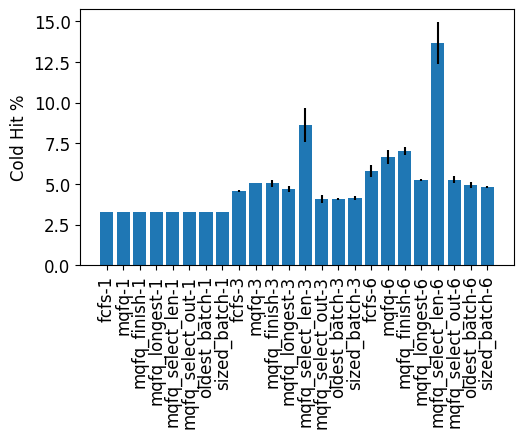 Cold Hit %
15.0
12.5
10.0
7.5
5.0
2.5
0.0
fcfs-1
mqfq-1
mqfq_finish-1
mqfq_longest-1
mqfq_select_len-1
mqfq_select_out-1
oldest_batch-1
sized_batch-1
fcfs-3
mqfq-3
mqfq_finish-3
mqfq_longest-3
mqfq_select_len-3
mqfq_select_out-3
oldest_batch-3
sized_batch-3
fcfs-6
mqfq-6
mqfq_finish-6
mqfq_longest-6
mqfq_select_len-6
mqfq_select_out-6
oldest_batch-6
sized_batch-6